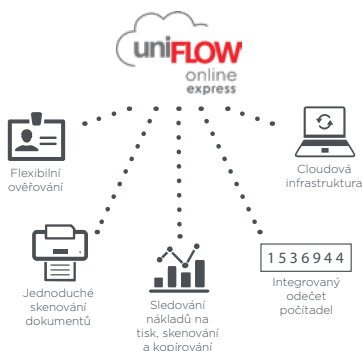 uniFLOW
online
express
Flexibilní
ověřování
Cloudová
infrastruktura
Jednoduché
skenování
dokumentů
Sledování
nákladů na
tisk, skenování
a kopírování
1536944
Integrovaný
odečet
počítadel